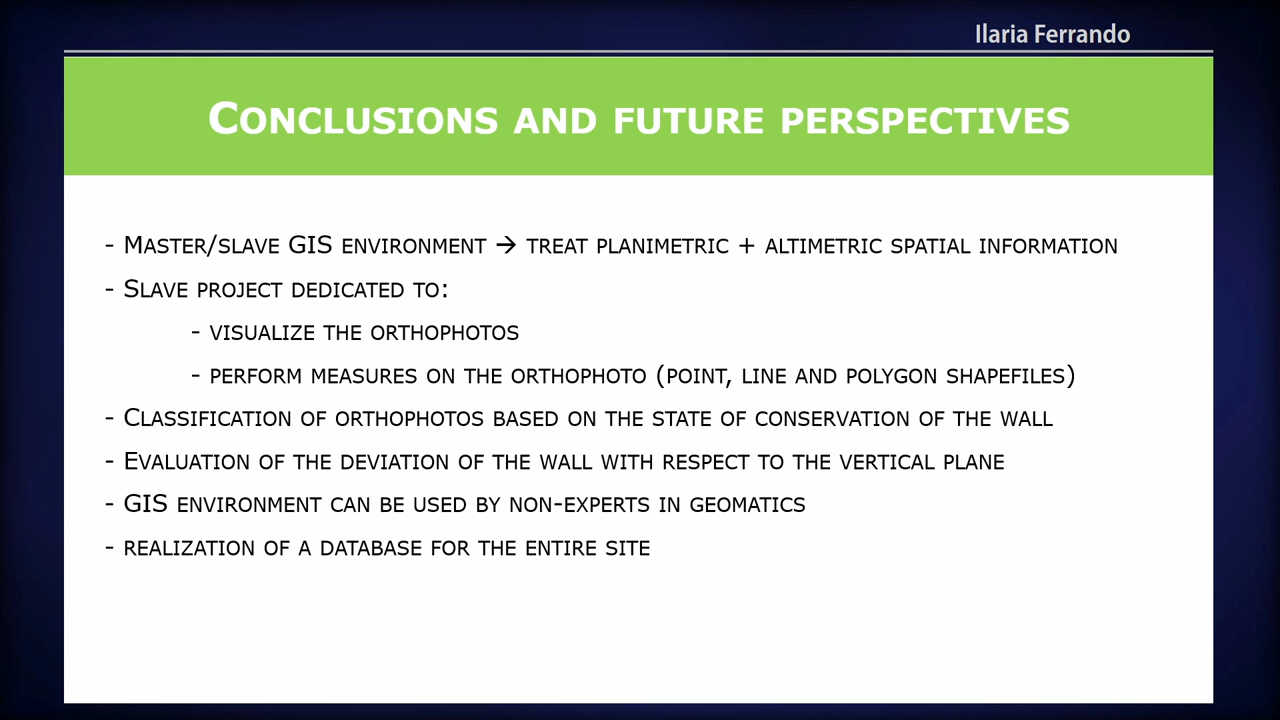 Ilaria Ferrando
Conclusions and future perspectives
- Master/slave GIS environment → treat planimetric + altimetric spatial information
- Slave project dedicated to:
- visualize the orthophotos
- perform measures on the orthophoto (point, line and polygon shapefiles)
- Classification of orthophotos based on the state of conservation of the wall
- Evaluation of the deviation of the wall with respect to the vertical plane
- GIS environment can be used by non-experts in geomatics
- realization of a database for the entire site